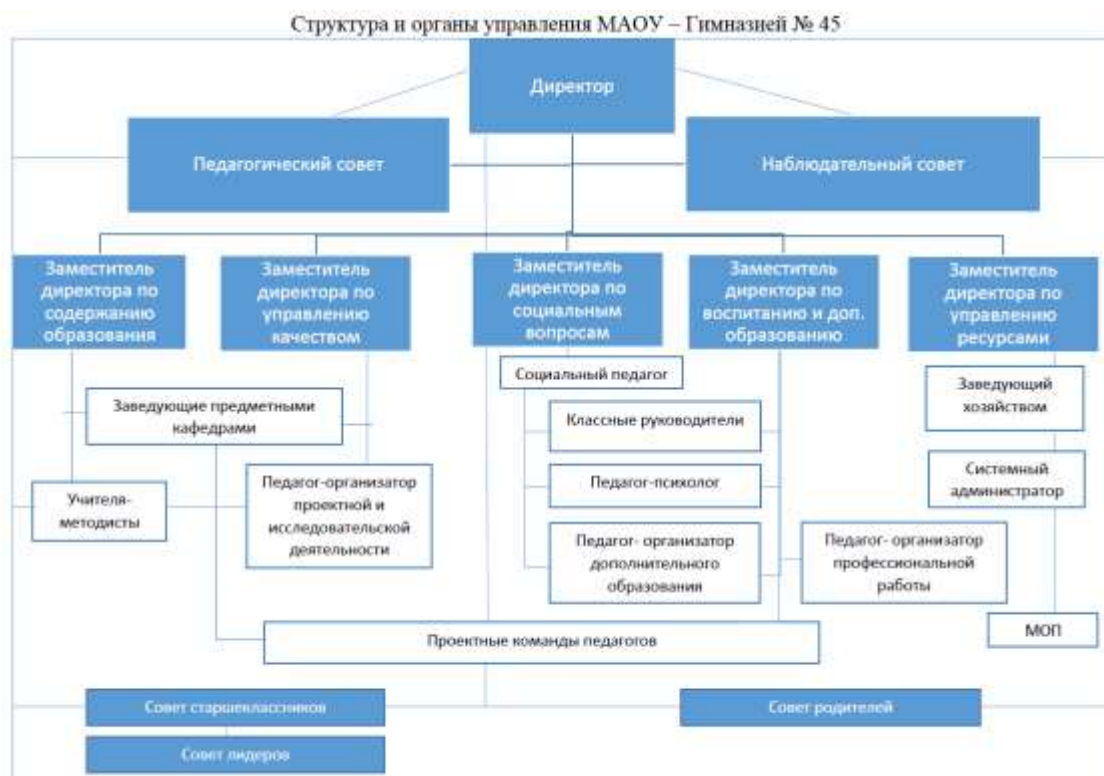 Структура и органы управления МАОУ – Гимназией № 45
Директор
Педагогический совет
Наблюдательный совет
Заместитель
директора по
содержанию
образования
Заместитель
директора по
управлению
качеством
Заместитель
директора по
социальным
вопросам
Заместитель
директора по
воспитанию и доп.
образованию
Заместитель
директора по
управлению
ресурсами
Социальный педагог
Заведующий
хозяйством
Заведующие предметными
кафедрами
Классные руководители
Учителя-
методисты
Педагог-организатор
проектной и
исследовательской
деятельности
Педагог-психолог
Системный
администратор
Педагог- организатор
дополнительного
образования
Педагог- организатор
профессиональной
работы
Проектные команды педагогов
МОП
Совет старшеклассников
Совет родителей
Совет лидеров